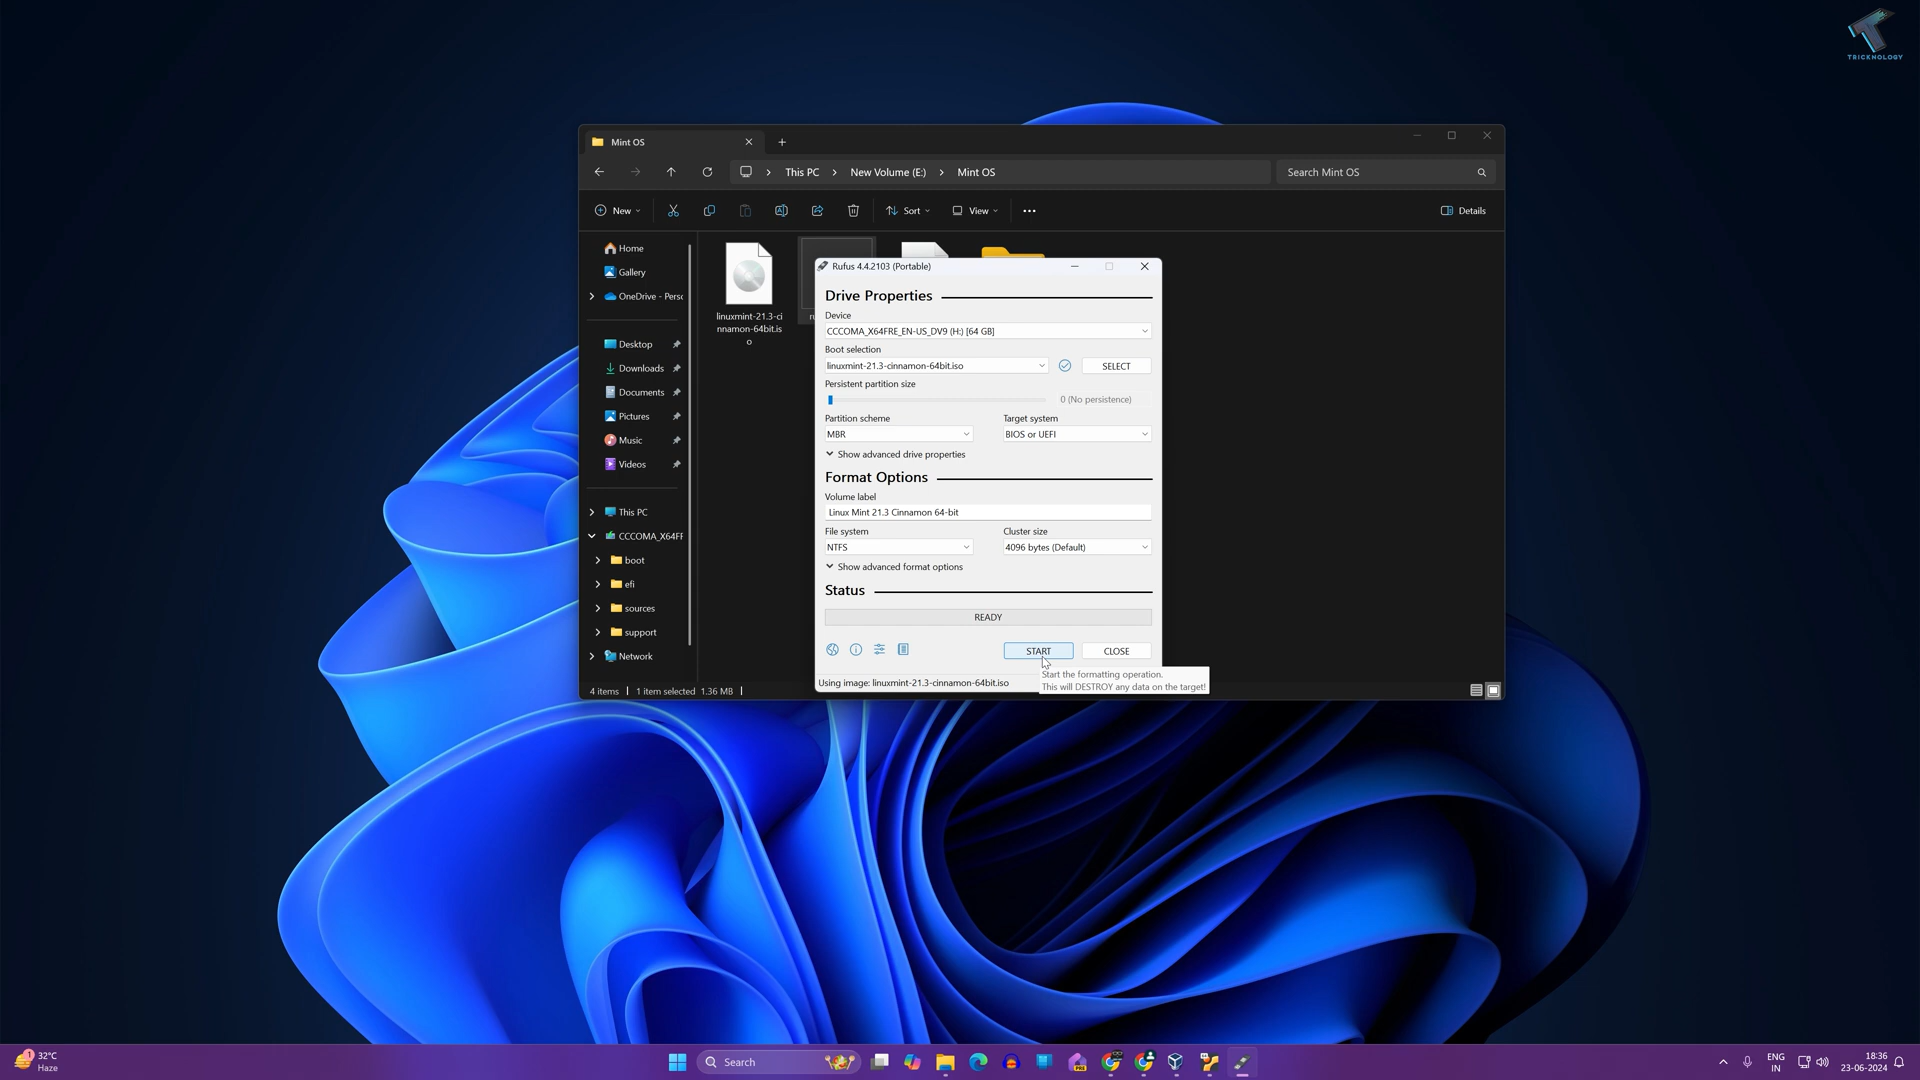 TRICKNOLOGY
Mint OS
This PC > New Volume (E:) > Mint OS
Search Mint OS
New
Sort
View
Details
Home
Gallery
OneDrive - Perso
Desktop
Downloads
Documents
Pictures
Music
Videos
This PC
CCCOMA_X64FF
boot
efi
sources
support
Network
linuxmint-21.3-ci
nnamon-64bit.is
o
4 items
1 item selected 1.36 MB
Rufus 4.4.2103 (Portable)
Drive Properties
Device
CCCOMA_X64FRE_EN-US_DV9 (H:) [64 GB]
Boot selection
linuxmint-21.3-cinnamon-64bit.iso
SELECT
Persistent partition size
0 (No persistence)
Partition scheme
Target system
MBR
BIOS or UEFI
Show advanced drive properties
Format Options
Volume label
Linux Mint 21.3 Cinnamon 64-bit
File system
Cluster size
NTFS
4096 bytes (Default)
Show advanced format options
Status
READY
START
CLOSE
Using image: linuxmint-21.3-cinnamon-64bit.iso
Start the formatting operation.
This will DESTROY any data on the target!
1
32°C
Haze
Search
PRE
ENG
IN
18:36
23-06-2024